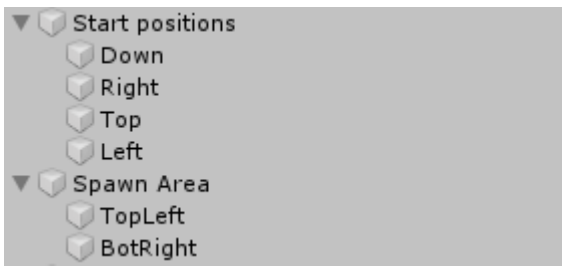 Start positions
Down
Right
Top
Left
Spawn Area
TopLeft
BotRight